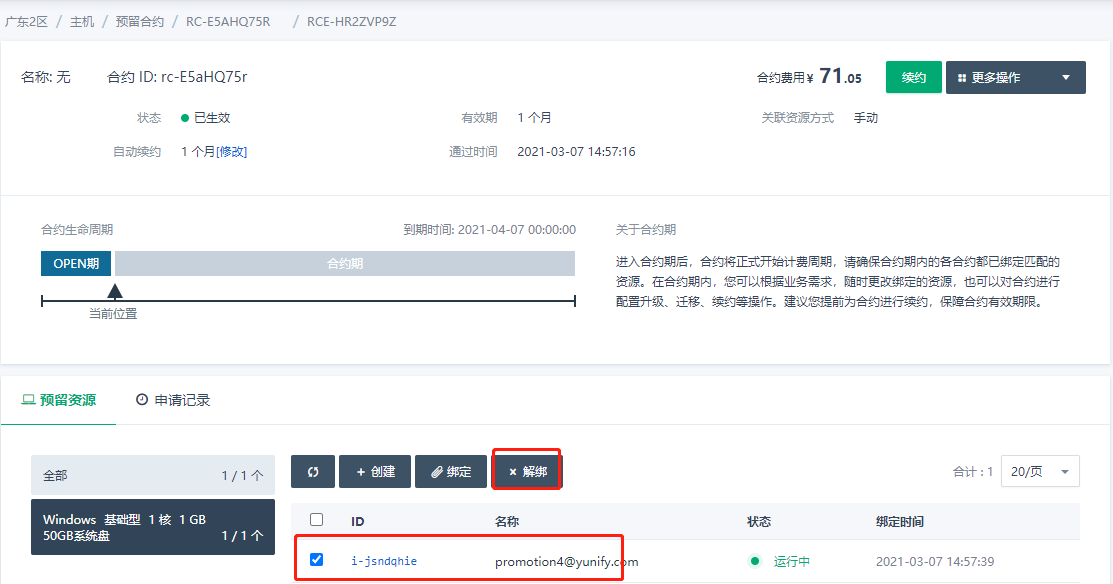 广东2区 / 主机 / 预留合约 / RC-E5AHQ75R / RCE-HR2ZVP9Z
名称: 无 合约 ID: rc-E5aHQ75r 合约费用¥ 71.05 续约 更多操作
状态 已生效 有效期 1 个月 关联资源方式 手动
自动续约 1 个月[修改] 通过时间 2021-03-07 14:57:16
合约生命周期 到期时间: 2021-04-07 00:00:00 关于合约期
OPEN期 合约期
当前位置
进入合约期后，合约将正式开始计费周期，请确保合约期内的各合约都已绑定匹配的
资源。在合约期内，您可以根据业务需求，随时更改绑定的资源，也可以对合约进行
配置升级、迁移、续约等操作。建议您提前为合约进行续约，保障合约有效期限。
预留资源 申请记录
全部 1 / 1 个
Windows 基础型 1 核 1 GB
50GB系统盘 1 / 1 个
+ 创建 绑定 × 解绑 合计 : 1 20/页
ID 名称 状态 绑定时间
i-jsndqhie promotion4@yunify.com 运行中 2021-03-07 14:57:39